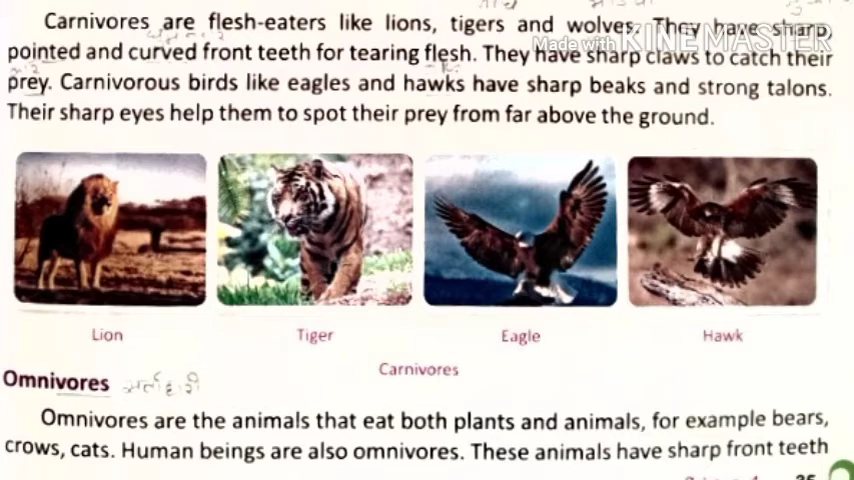 Carnivores are flesh-eaters like lions, tigers and wolves. They have sharp,
Made with KINEMASTER
pointed and curved front teeth for tearing flesh. They have sharp claws to catch their
prey. Carnivorous birds like eagles and hawks have sharp beaks and strong talons.
Their sharp eyes help them to spot their prey from far above the ground.
Lion Tiger Eagle Hawk
Carnivores
Omnivores
Omnivores are the animals that eat both plants and animals, for example bears,
crows, cats. Human beings are also omnivores. These animals have sharp front teeth